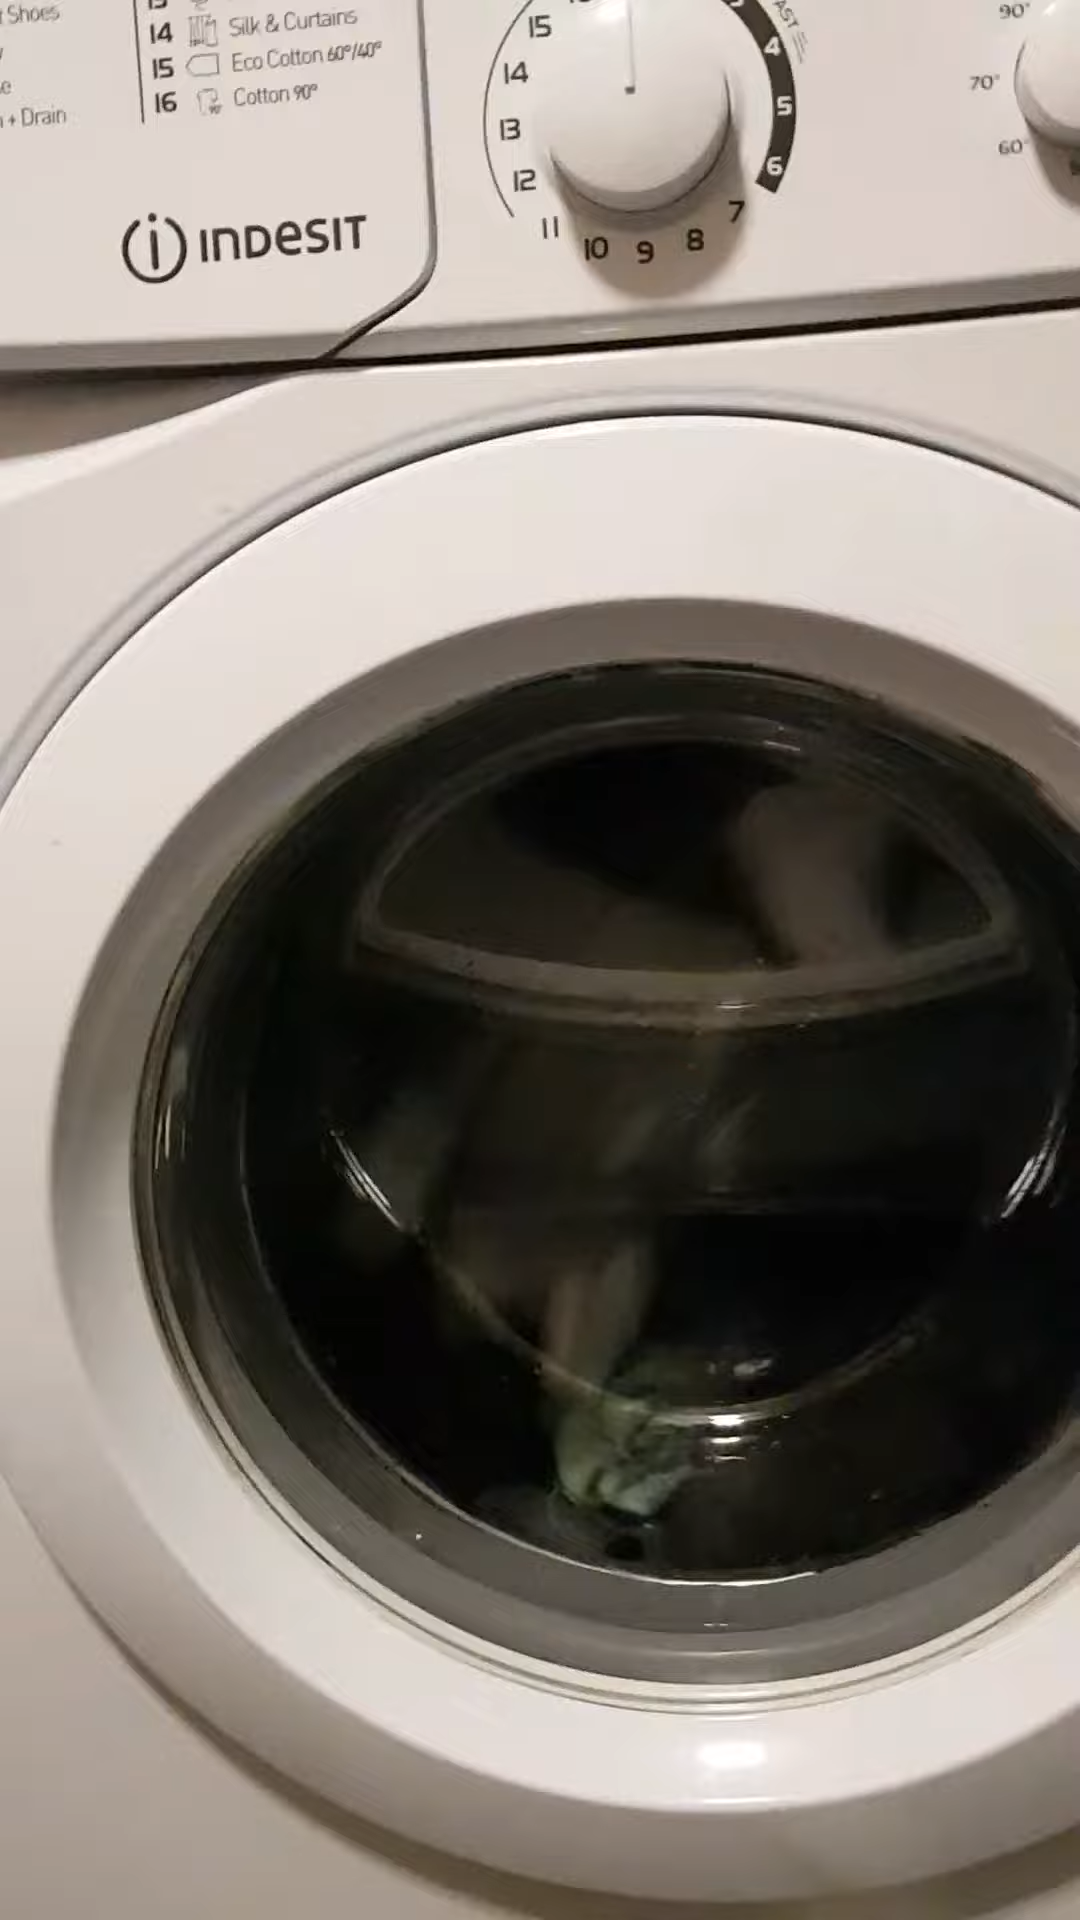 Shoes
+ Drain
14 Silk & Curtains
15 Eco Cotton 60°/40°
16 Cotton 90°
INDESIT
15
14
13
12
11
10
9
8
7
6
5
4
90°
70°
60°